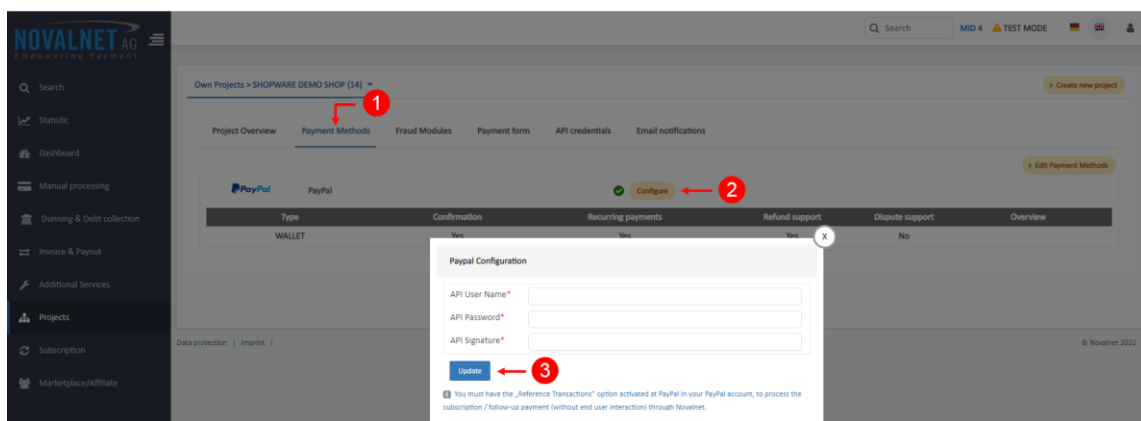 NOVALNET AG
Empowering Payment
Search
MID 4 TEST MODE
Search
Statistic
Dashboard
Manual processing
Dunning & Debt collection
Invoice & Payout
Additional Services
Projects
Subscription
Marketplace/Affiliate
Own Projects > SHOPWARE DEMO SHOP (14)
Create new project
1
Project Overview Payment Methods Fraud Modules Payment form API credentials Email notifications
Edit Payment Methods
PayPal PayPal Configure 2
Type Confirmation Recurring payments Refund support Dispute support Overview
WALLET Yes Yes Yes No
X
Paypal Configuration
API User Name*
API Password*
API Signature*
Update 3
You must have the „Reference Transactions" option activated at PayPal in your PayPal account, to process the
subscription / follow-up payment (without end user interaction) through Novalnet.
Data protection | Imprint |
© Novalnet 2022